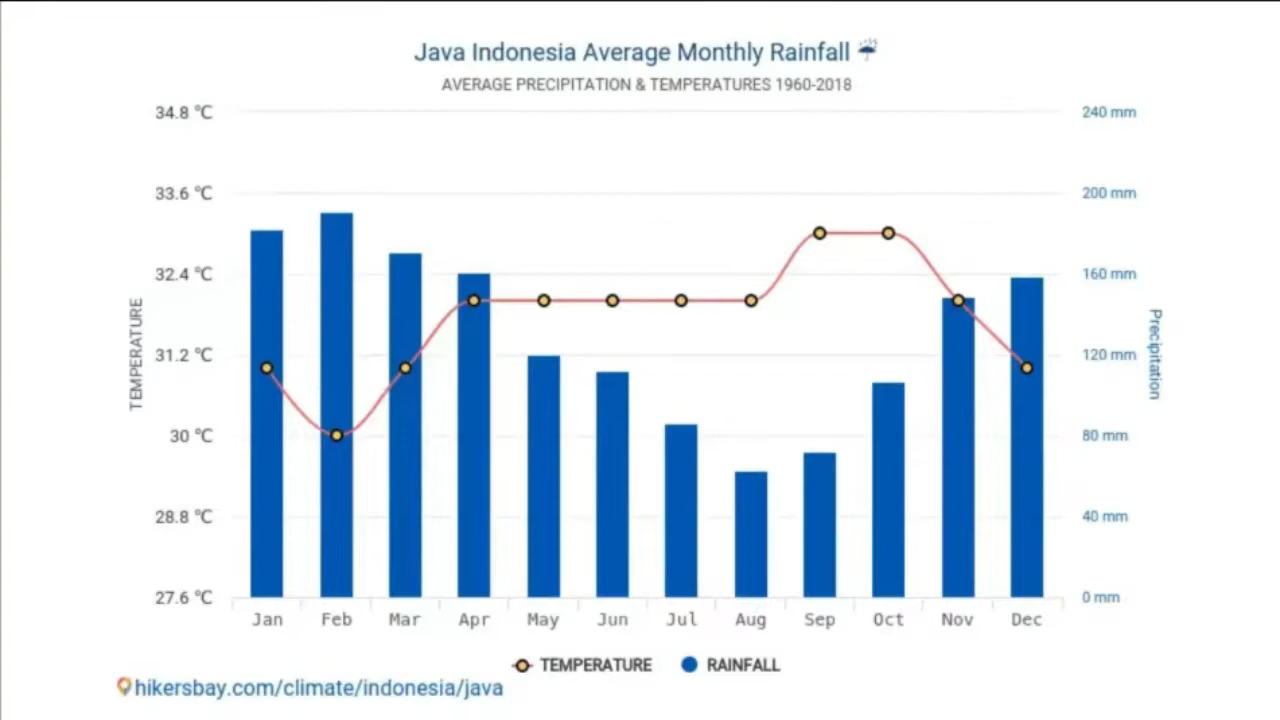 Java Indonesia Average Monthly Rainfall ☔
AVERAGE PRECIPITATION & TEMPERATURES 1960-2018
34.8 °C 240 mm
33.6 °C 200 mm
32.4 °C 160 mm
31.2 °C 120 mm
30 °C 80 mm
28.8 °C 40 mm
27.6 °C 0 mm
TEMPERATURE
Precipitation
Jan Feb Mar Apr May Jun Jul Aug Sep Oct Nov Dec
TEMPERATURE RAINFALL
hikersbay.com/climate/indonesia/java